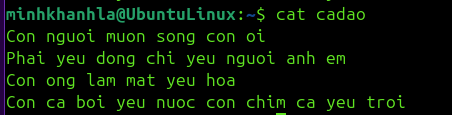 minhkhanhla@UbuntuLinux:~$ cat cadao
Con nguoi muon song con oi
Phai yeu dong chi yeu nguoi anh em
Con ong lam mat yeu hoa
Con ca boi yeu nuoc con chim ca yeu troi